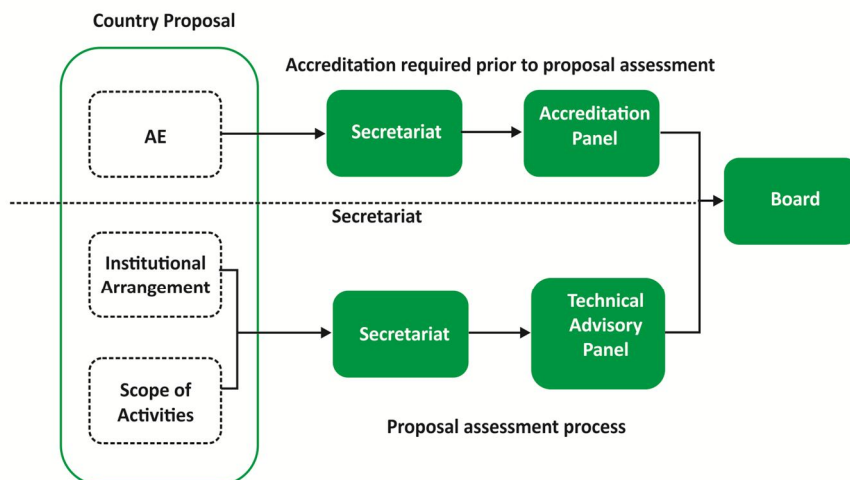 Country Proposal
Accreditation required prior to proposal assessment
AE
Secretariat
Accreditation
Panel
Board
Secretariat
Institutional
Arrangement
Secretariat
Technical
Advisory
Panel
Scope of
Activities
Proposal assessment process